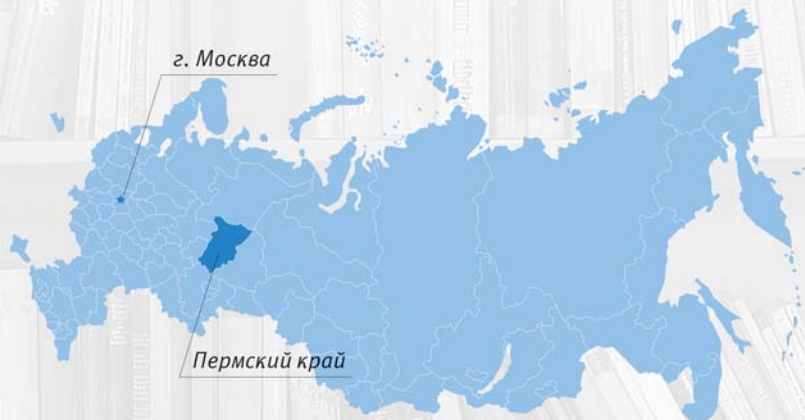 г. Москва
Пермский край